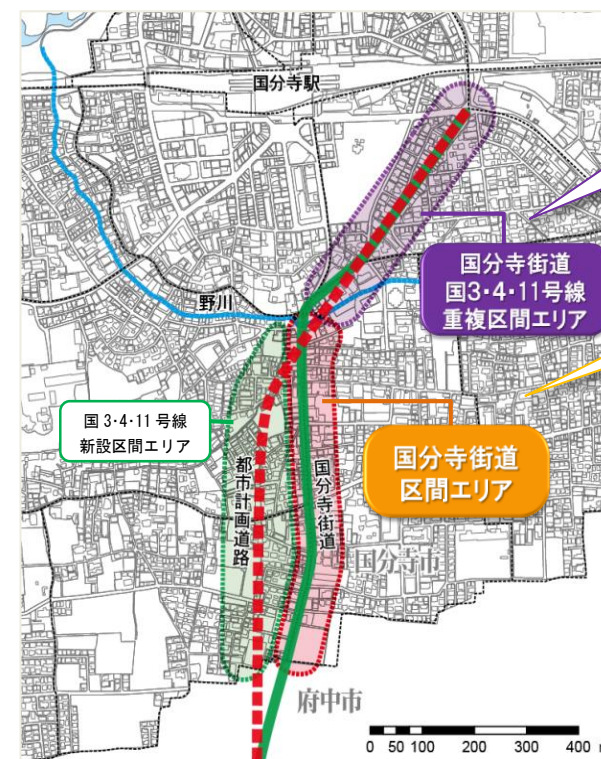 国分寺駅
国分寺街道
国3・4・11号線
重複区間エリア
野川
国3・4・11号線
新設区間エリア
国分寺街道
区間エリア
都市計画道路
国分寺街道
国分寺市
府中市
0 50 100 200 300 400